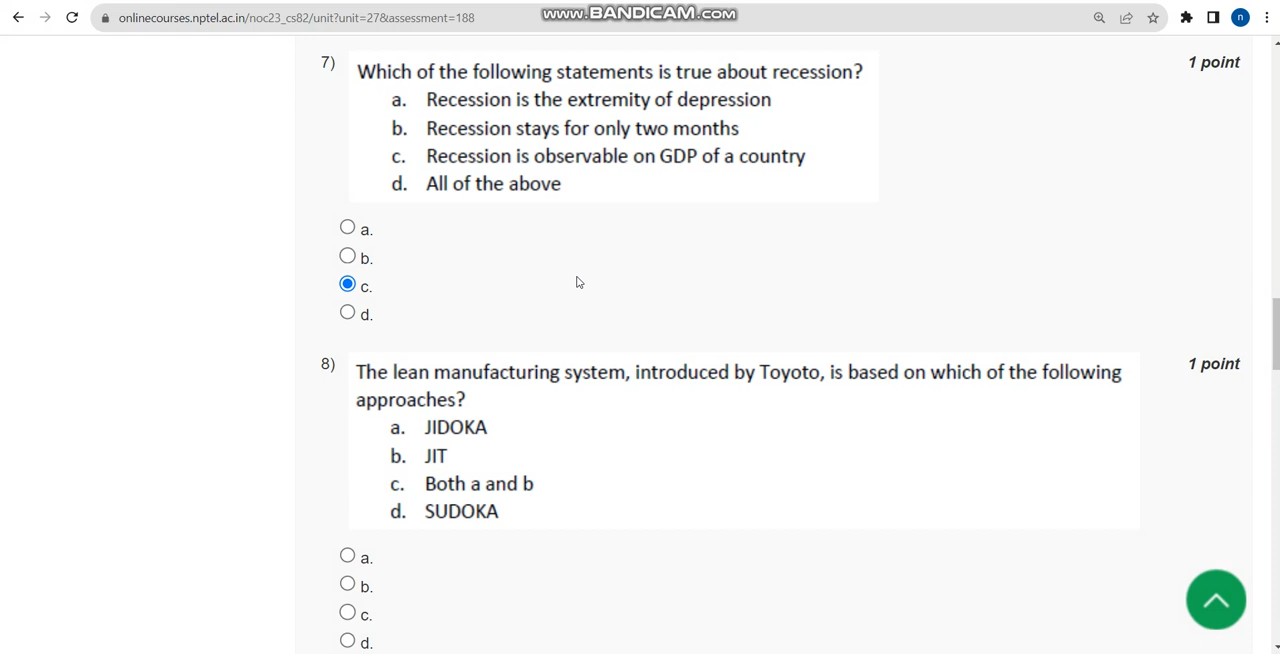 onlinecourses.nptel.ac.in/noc23_cs82/unit?unit=27&assessment=188
www.BANDICAM.com
n
7)
1 point
Which of the following statements is true about recession?
a. Recession is the extremity of depression
b. Recession stays for only two months
c. Recession is observable on GDP of a country
d. All of the above
a.
b.
c.
d.
8)
1 point
The lean manufacturing system, introduced by Toyoto, is based on which of the following
approaches?
a. JIDOKA
b. JIT
c. Both a and b
d. SUDOKA
a.
b.
c.
d.